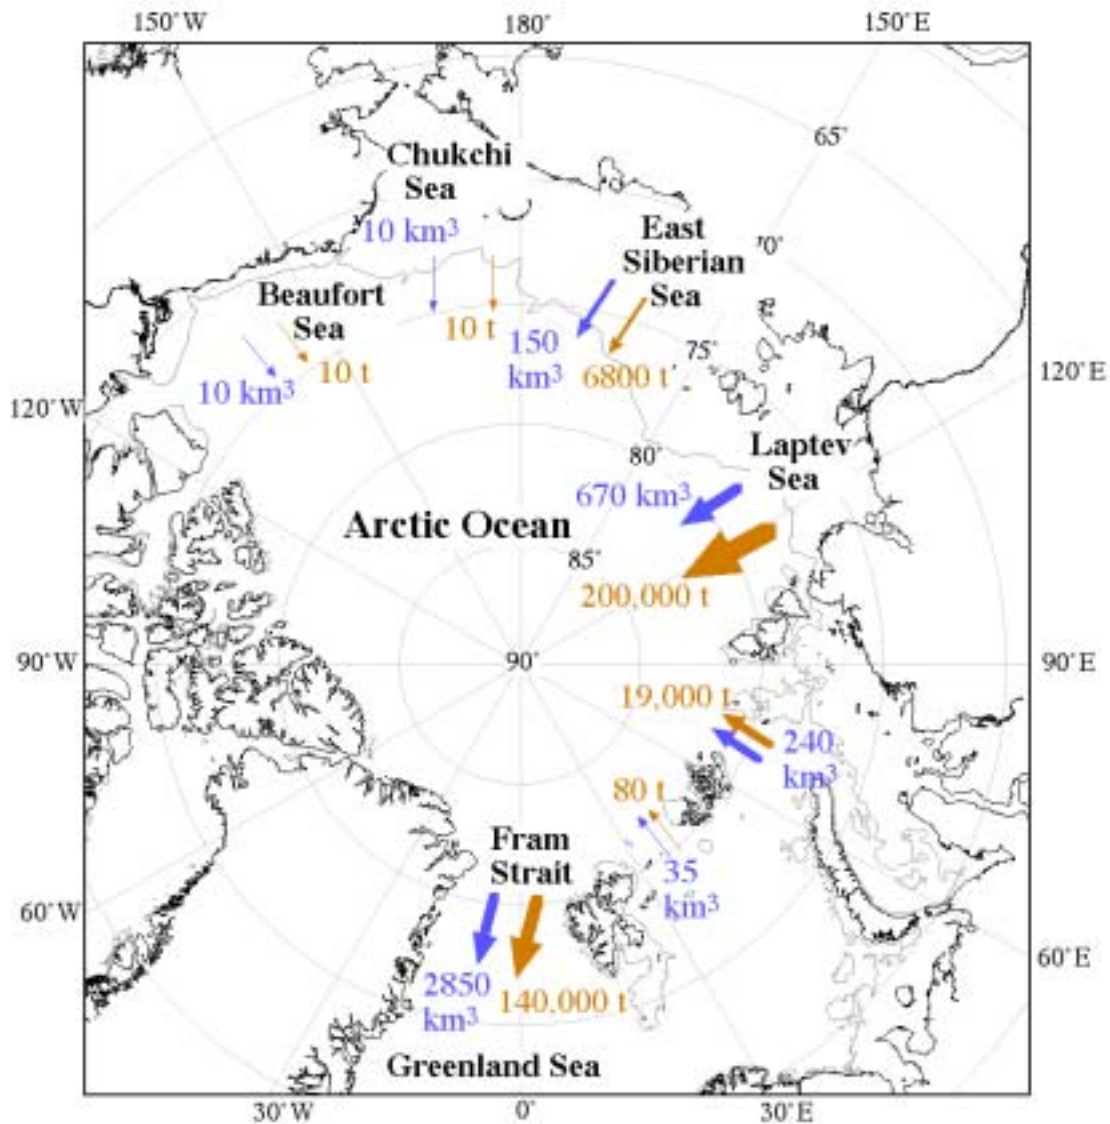 150˚W
180˚
150˚E
65˚
Chukchi
Sea
10 km³
East
Siberian
Sea
70˚
Beaufort
Sea
10 t
150
km³
75˚
6800 t
10 t
10 km³
120˚E
120˚W
Laptev
Sea
80˚
670 km³
Arctic Ocean
85˚
200,000 t
90˚W
90˚
90˚E
19,000 t
240
km³
80 t
Fram
Strait
35
km³
60˚W
60˚E
2850
km³
140,000 t
Greenland Sea
30˚W
0˚
30˚E